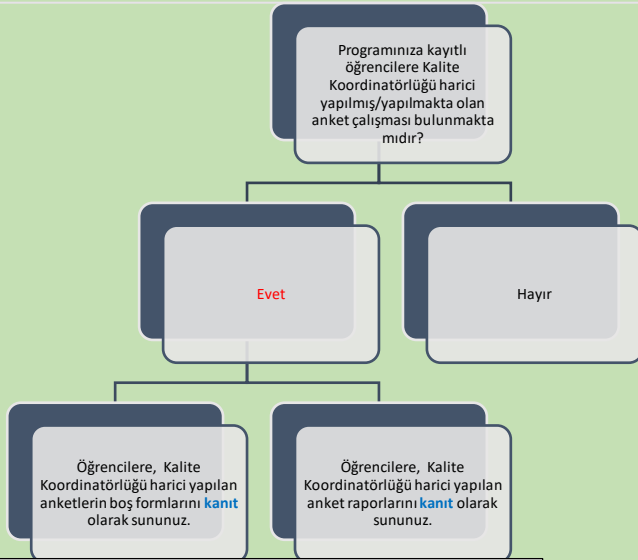 Programınıza kayıtlı
öğrencilere Kalite
Koordinatörlüğü harici
yapılmış/yapılmakta olan
anket çalışması bulunmakta
mıdır?
Evet
Hayır
Öğrencilere, Kalite
Koordinatörlüğü harici yapılan
anketlerin boş formlarını kanıt
olarak sununuz.
Öğrencilere, Kalite
Koordinatörlüğü harici yapılan
anket raporlarını kanıt olarak
sununuz.